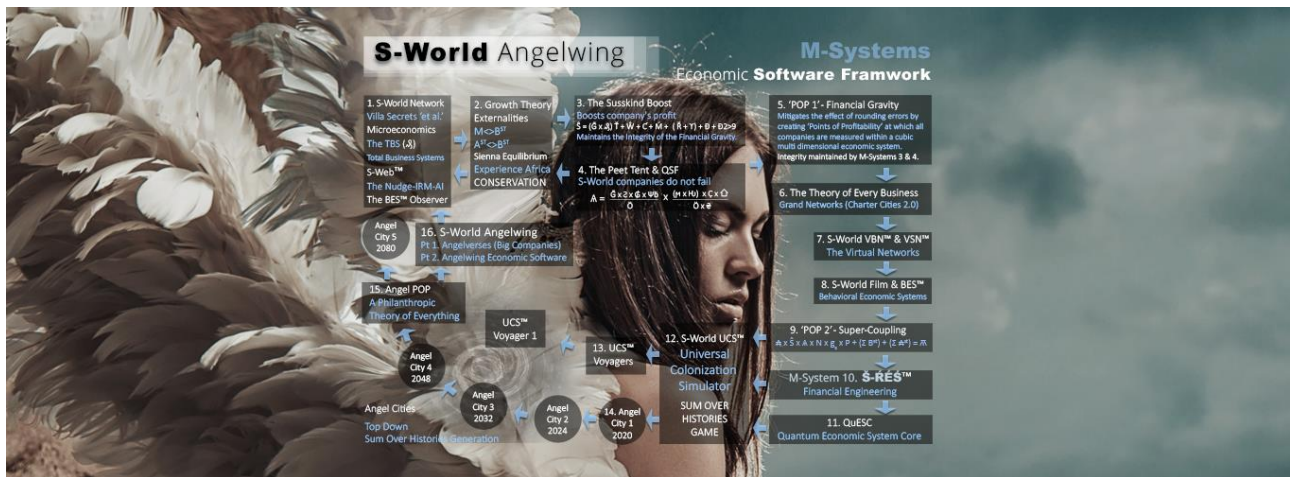 S-World Angelwing
M-Systems
Economic Software Framwork
1. S-World Network
Villa Secrets 'et al.'
Microeconomics
The TBS
Total Business Systems
S-Web™
The Nudge-IRM-AI
The BES™ Observer
2. Growth Theory
Externalities
M<>Bˢᵀ
Aˢᵀ<>Bˢᵀ
Sienna Equilibrium
Experience Africa
CONSERVATION
3. The Susskind Boost
Boosts company's profit
Maintains the Integrity of the Financial Gravity.
4. The Peet Tent & QSF
S-World companies do not fail
5. 'POP 1' - Financial Gravity
Mitigates the effect of rounding errors by
creating 'Points of Profitability' at which all
companies are measured within a cubic
multi dimensional economic system.
Integrity maintained by M-Systems 3 & 4.
6. The Theory of Every Business
Grand Networks (Charter Cities 2.0)
7. S-World VBN™ & VSN™
The Virtual Networks
8. S-World Film & BES™
Behavioral Economic Systems
9. 'POP 2' - Super-Coupling
M-System 10. Ŝ-RÉŚ™
Financial Engineering
11. QuESC
Quantum Economic System Core
12. S-World UCS™
Universal
Colonization
Simulator
SUM OVER
HISTORIES
GAME
13. UCS™
Voyagers
UCS™
Voyager 1
14. Angel
City 1
2020
Angel
City 2
2024
Angel
City 3
2032
Angel
City 4
2048
Angel Cities
Top Down
Sum Over Histories Generation
15. Angel POP
A Philanthropic
Theory of Everything
Angel
City 5
2080
16. S-World Angelwing
Pt 1. Angelverses (Big Companies)
Pt 2. Angelwing Economic Software